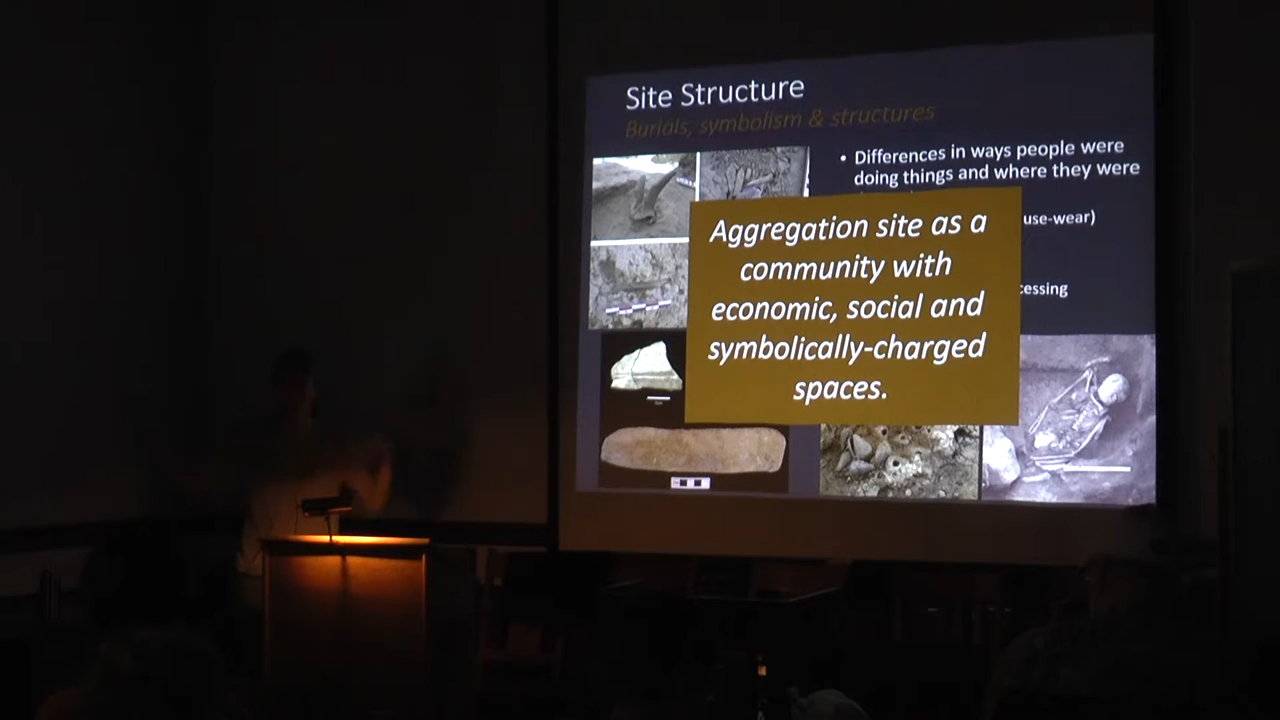 Site Structure
Burials, symbolism & structures
• Differences in ways people were
doing things and where they were
use-wear)
Aggregation site as a
community with
economic, social and
symbolically-charged
spaces.